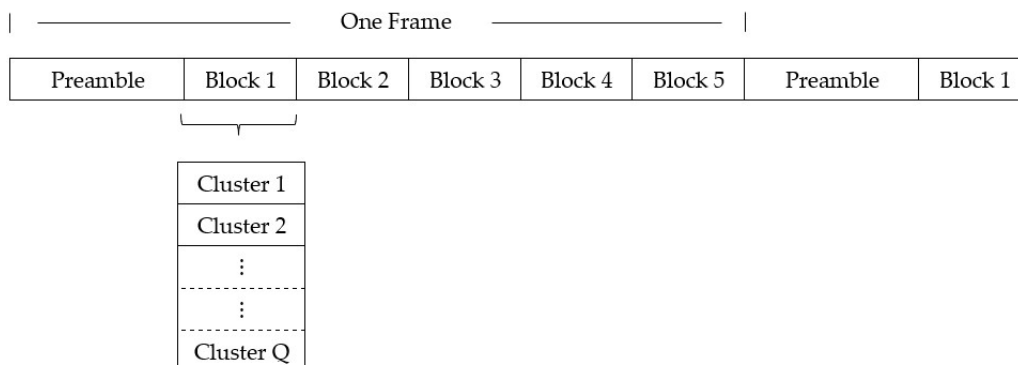 One Frame
Preamble Block 1 Block 2 Block 3 Block 4 Block 5 Preamble Block 1
Cluster 1
Cluster 2
⋮
⋮
Cluster Q